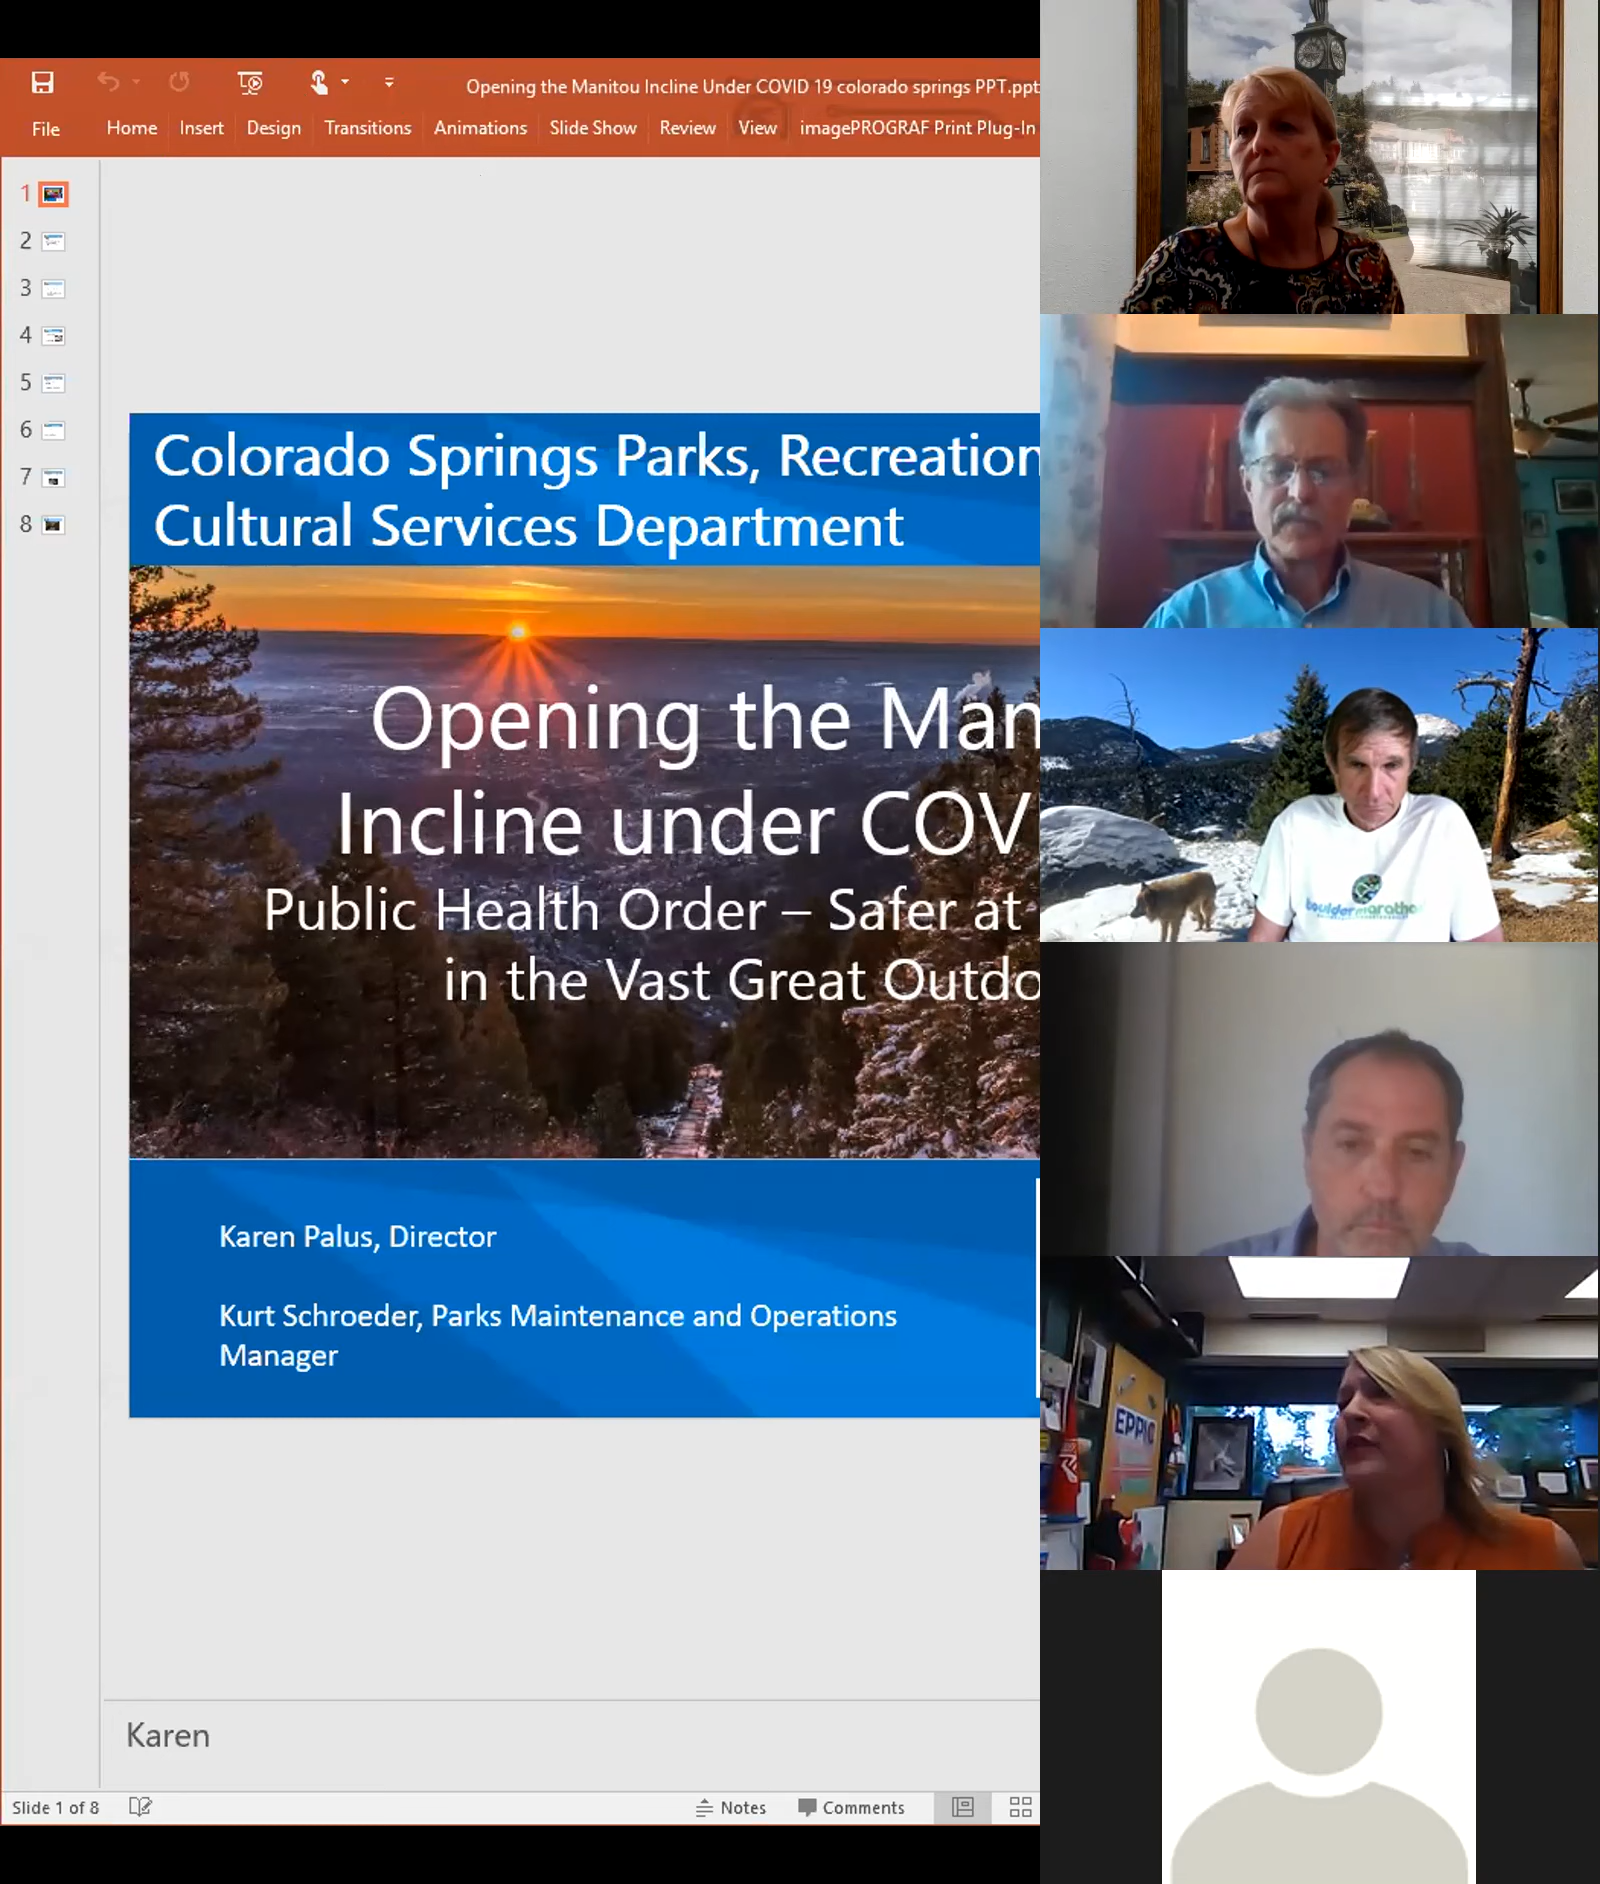 Opening the Manitou Incline Under COVID 19 colorado springs PPT.ppt
File Home Insert Design Transitions Animations Slide Show Review View imagePROGRAF Print Plug-In
1
2
3
4
5
6
7
8
Colorado Springs Parks, Recreation
Cultural Services Department
Opening the Man
Incline under COV
Public Health Order – Safer at
in the Vast Great Outdo
Karen Palus, Director
Kurt Schroeder, Parks Maintenance and Operations
Manager
Karen
Slide 1 of 8 Notes Comments
bouldermarathon
EPPIC